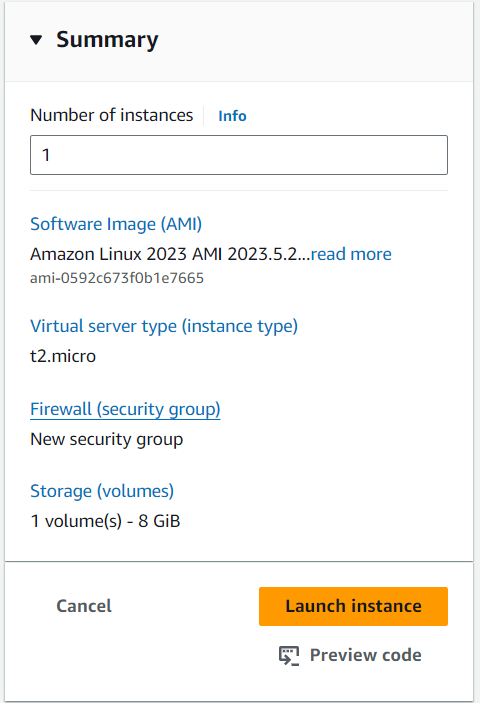 Summary
Number of instances Info
1
Software Image (AMI)
Amazon Linux 2023 AMI 2023.5.2...read more
ami-0592c673f0b1e7665
Virtual server type (instance type)
t2.micro
Firewall (security group)
New security group
Storage (volumes)
1 volume(s) - 8 GiB
Cancel Launch instance
Preview code